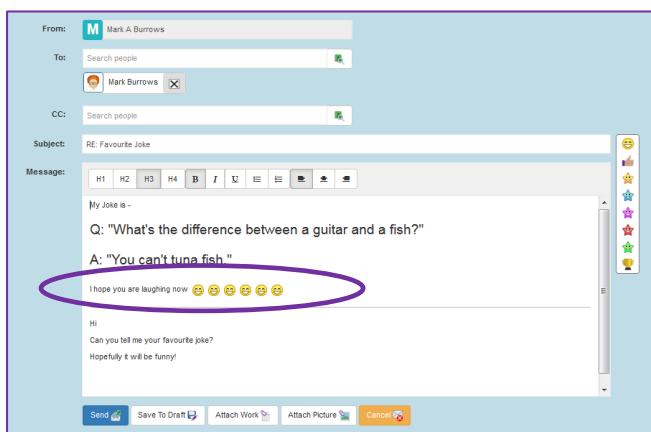 From: M Mark A Burrows
To: Search people
Mark Burrows
CC: Search people
Subject: RE: Favourite Joke
Message:
H1 H2 H3 H4 B I U
My Joke is -
Q: "What's the difference between a guitar and a fish?"
A: "You can't tuna fish."
I hope you are laughing now
Hi
Can you tell me your favourite joke?
Hopefully it will be funny!
Send Save To Draft Attach Work Attach Picture Cancel